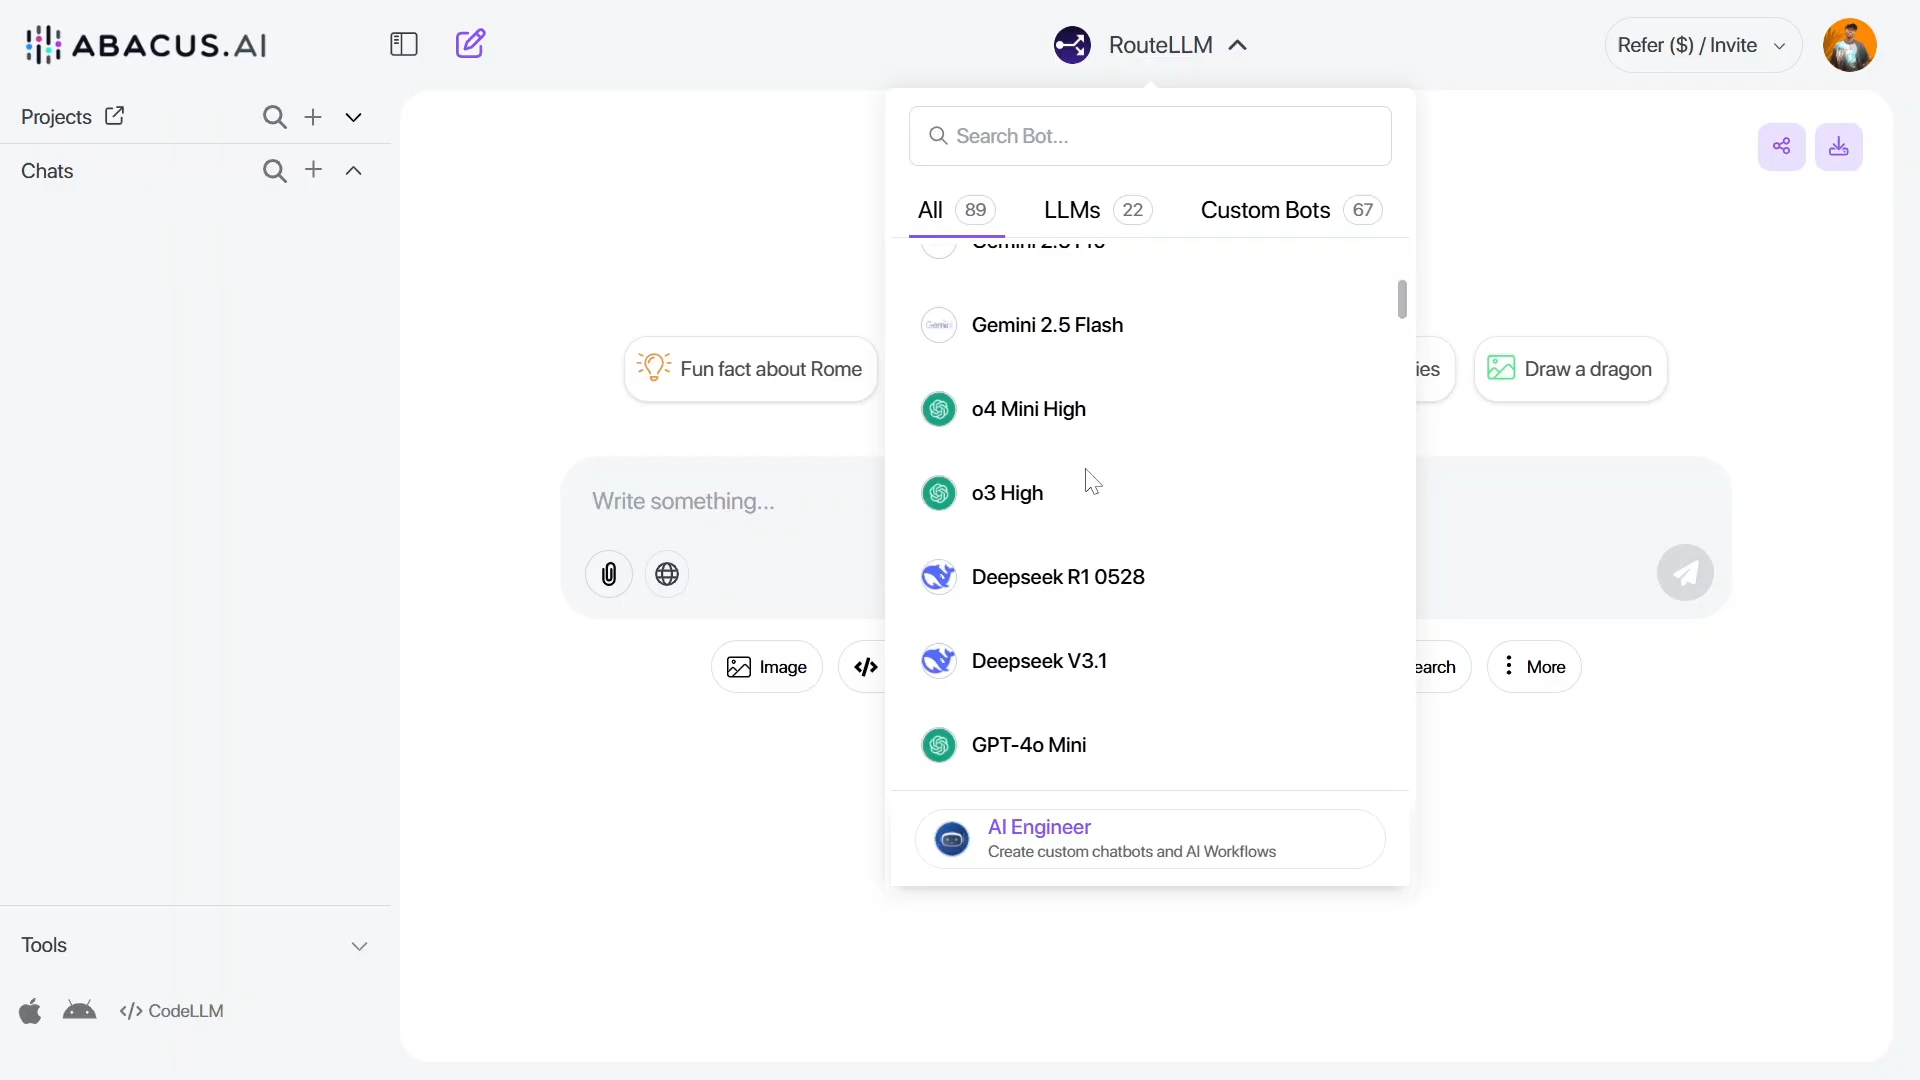 ABACUS.AI
RouteLLM
Refer ($) / Invite
Projects
Chats
Search Bot...
All 89
LLMs 22
Custom Bots 67
Gemini 2.5 Flash
o4 Mini High
o3 High
Deepseek R1 0528
Deepseek V3.1
GPT-4o Mini
AI Engineer
Create custom chatbots and AI Workflows
Fun fact about Rome
ies
Draw a dragon
Write something...
Image
earch
More
Tools
</> CodeLLM